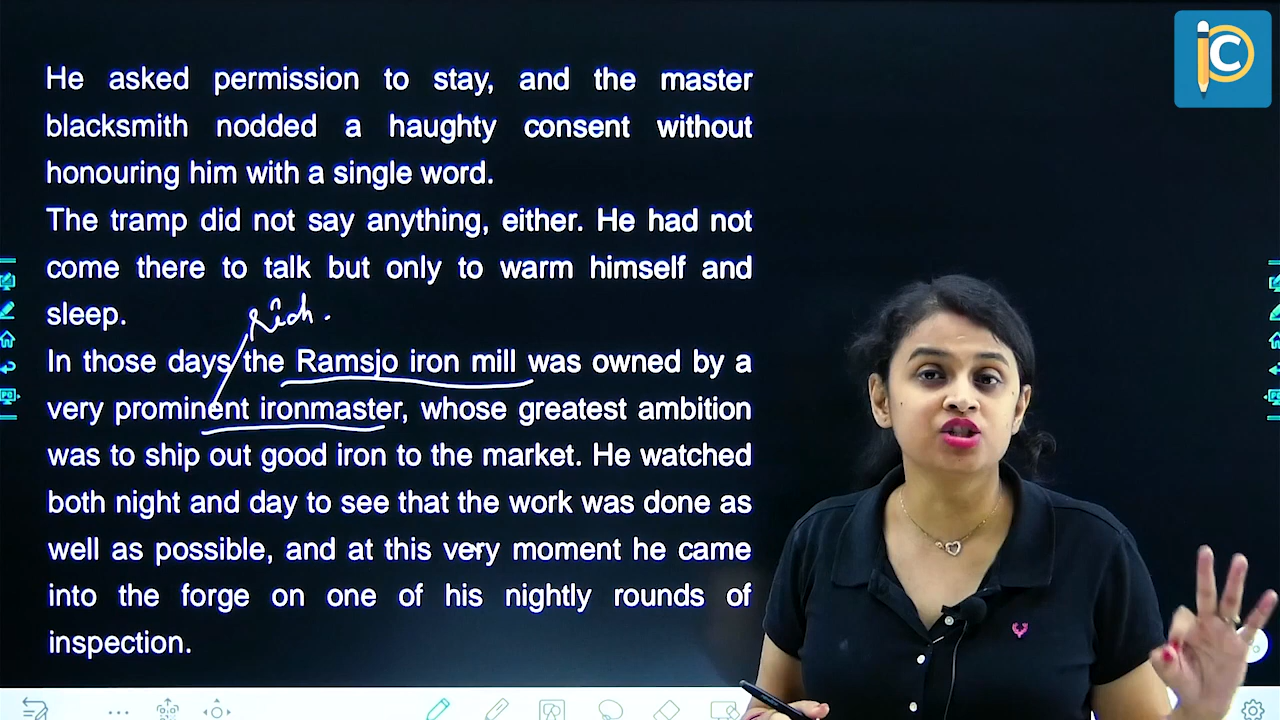 He asked permission to stay, and the master
blacksmith nodded a haughty consent without
honouring him with a single word.
The tramp did not say anything, either. He had not
come there to talk but only to warm himself and
sleep.
rich.
In those days the Ramsjo iron mill was owned by a
very prominent ironmaster, whose greatest ambition
was to ship out good iron to the market. He watched
both night and day to see that the work was done as
well as possible, and at this very moment he came
into the forge on one of his nightly rounds of
inspection.